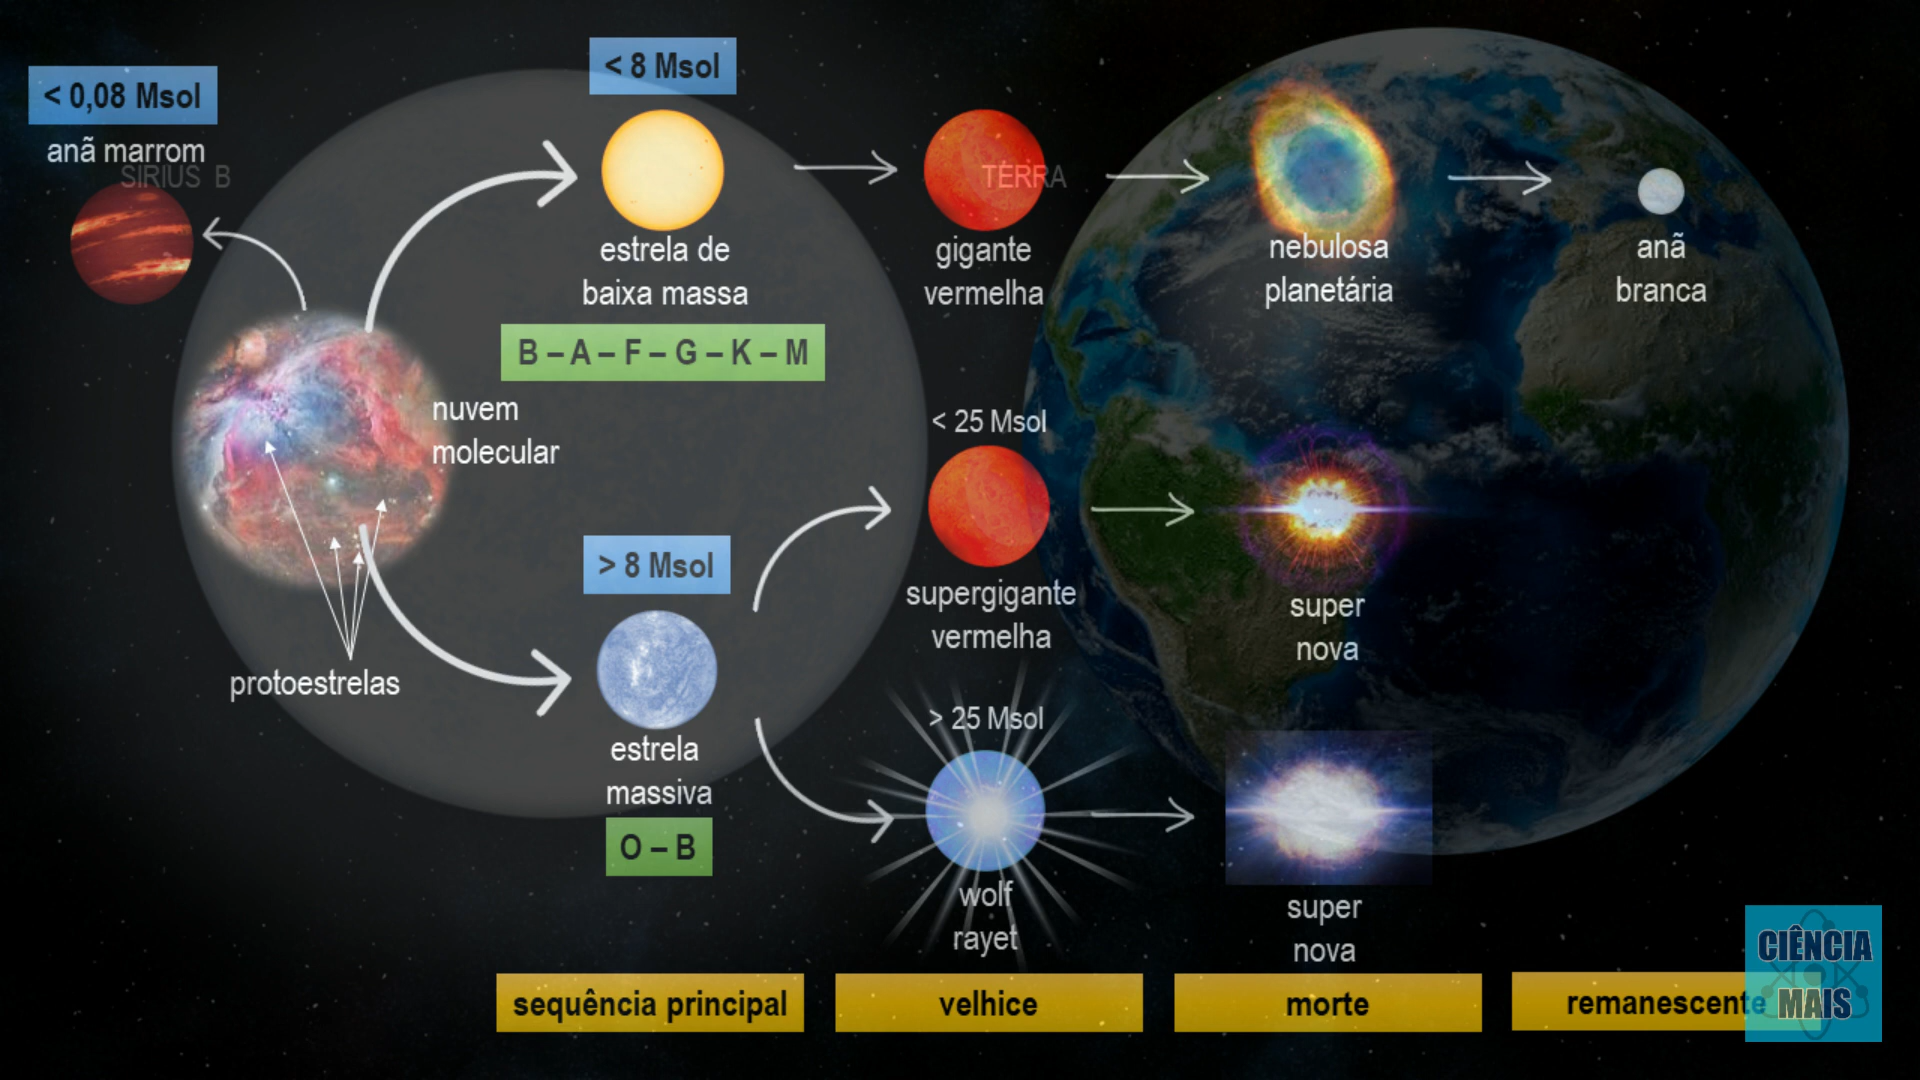 < 0,08 Msol
anã marrom
SIRIUS B
< 8 Msol
estrela de
baixa massa
B – A – F – G – K – M
gigante
vermelha
TERRA
nebulosa
planetária
anã
branca
nuvem
molecular
protoestrelas
> 8 Msol
estrela
massiva
O – B
< 25 Msol
supergigante
vermelha
super
nova
> 25 Msol
wolf
rayet
super
nova
sequência principal
velhice
morte
remanescente
CIÊNCIA
MAIS